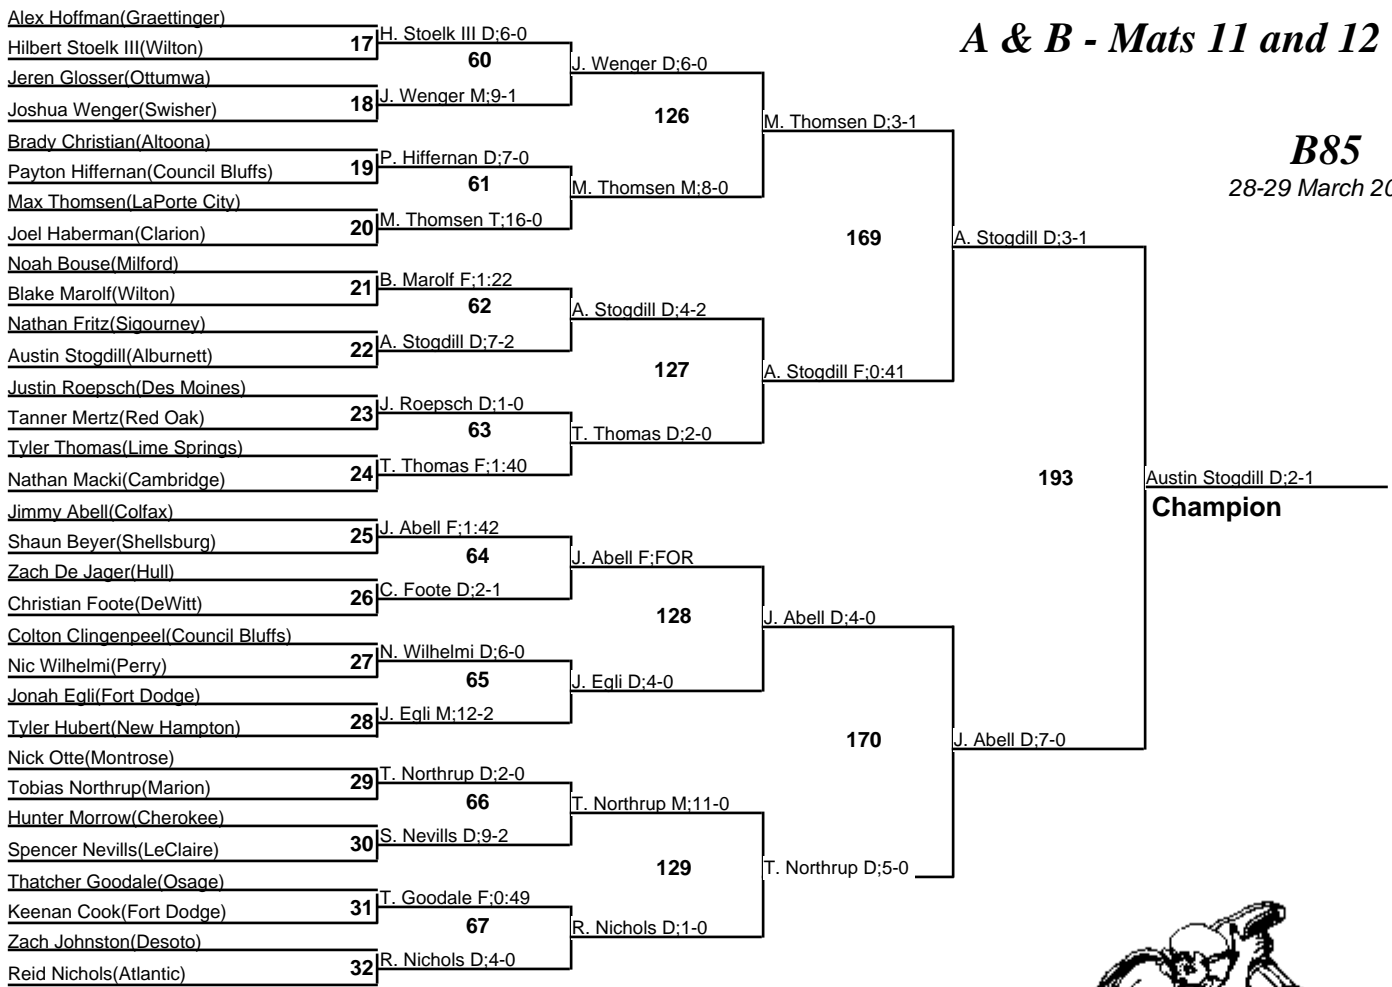 A & B - Mats 11 and 12
B85
28-29 March 20
Alex Hoffman(Graettinger)
17
H. Stoelk III D;6-0
Hilbert Stoelk III(Wilton)
60
J. Wenger D;6-0
Jeren Glosser(Ottumwa)
18
J. Wenger M;9-1
Joshua Wenger(Swisher)
126
M. Thomsen D;3-1
Brady Christian(Altoona)
19
P. Hiffernan D;7-0
Payton Hiffernan(Council Bluffs)
61
M. Thomsen M;8-0
Max Thomsen(LaPorte City)
20
M. Thomsen T;16-0
Joel Haberman(Clarion)
169
A. Stogdill D;3-1
Noah Bouse(Milford)
21
B. Marolf F;1:22
Blake Marolf(Wilton)
62
A. Stogdill D;4-2
Nathan Fritz(Sigourney)
22
A. Stogdill D;7-2
Austin Stogdill(Alburnett)
127
A. Stogdill F;0:41
Justin Roepsch(Des Moines)
23
J. Roepsch D;1-0
Tanner Mertz(Red Oak)
63
T. Thomas D;2-0
Tyler Thomas(Lime Springs)
24
T. Thomas F;1:40
Nathan Macki(Cambridge)
193
Austin Stogdill D;2-1
Champion
Jimmy Abell(Colfax)
25
J. Abell F;1:42
Shaun Beyer(Shellsburg)
64
J. Abell F;FOR
Zach De Jager(Hull)
26
C. Foote D;2-1
Christian Foote(DeWitt)
128
J. Abell D;4-0
Colton Clingenpeel(Council Bluffs)
27
N. Wilhelmi D;6-0
Nic Wilhelmi(Perry)
65
J. Egli D;4-0
Jonah Egli(Fort Dodge)
28
J. Egli M;12-2
Tyler Hubert(New Hampton)
170
J. Abell D;7-0
Nick Otte(Montrose)
29
T. Northrup D;2-0
Tobias Northrup(Marion)
66
T. Northrup M;11-0
Hunter Morrow(Cherokee)
30
S. Nevills D;9-2
Spencer Nevills(LeClaire)
129
T. Northrup D;5-0
Thatcher Goodale(Osage)
31
T. Goodale F;0:49
Keenan Cook(Fort Dodge)
67
R. Nichols D;1-0
Zach Johnston(Desoto)
32
R. Nichols D;4-0
Reid Nichols(Atlantic)